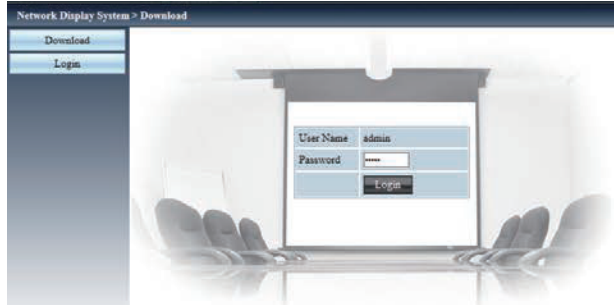 Network Display System > Download
Download
Login
User Name admin
Password •••••
Login